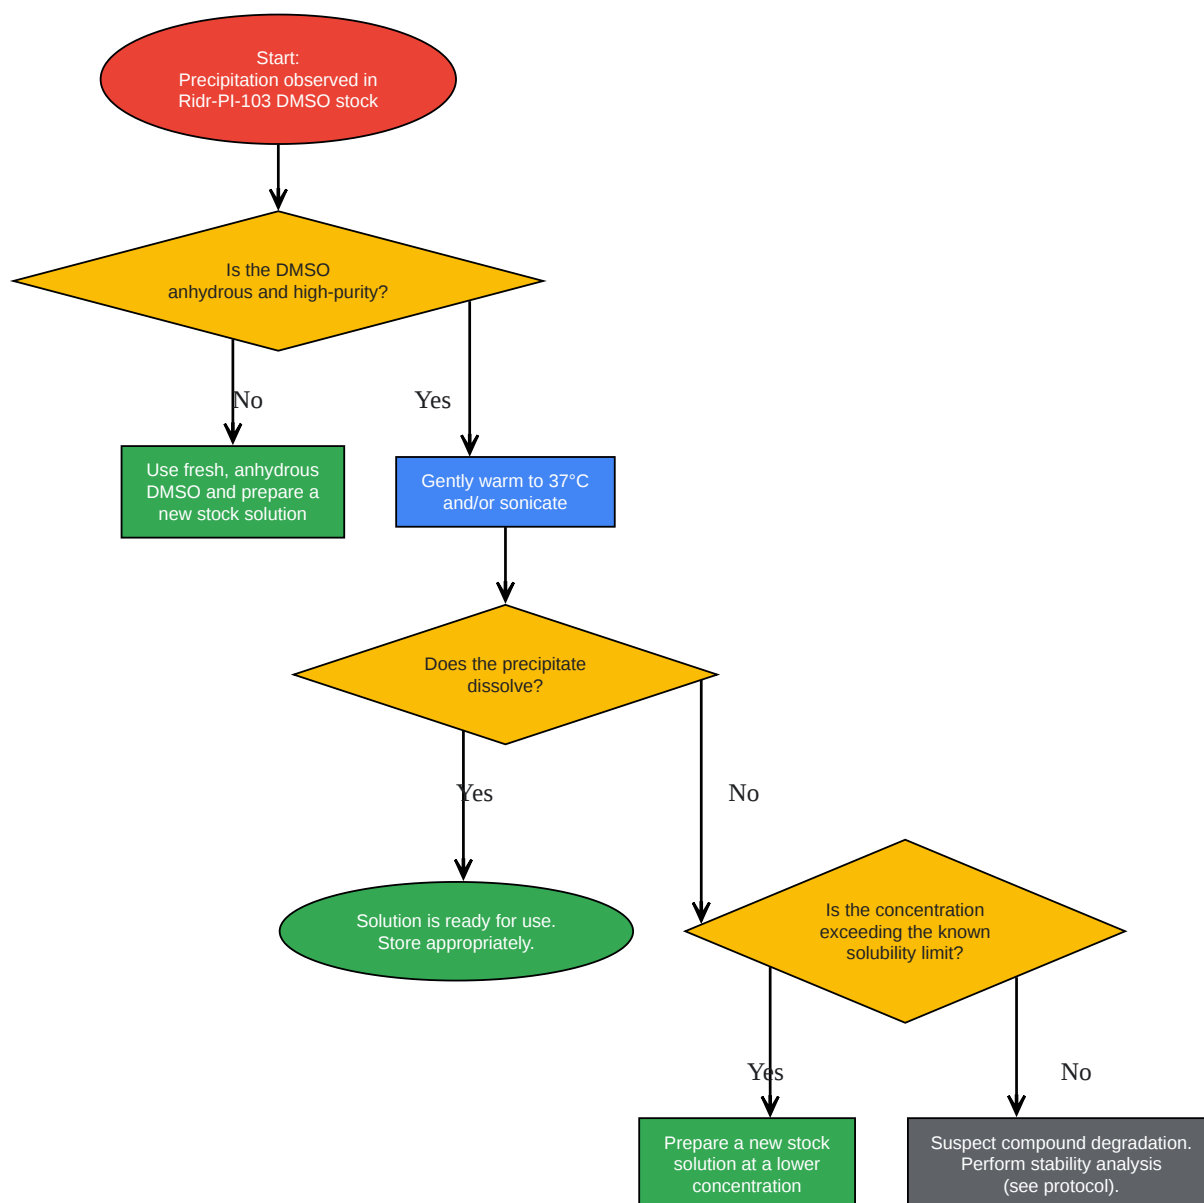 Start:
Precipitation observed in
Ridr-PI-103 DMSO stock
Is the DMSO
anhydrous and high-purity?
No
Yes
Use fresh, anhydrous
DMSO and prepare a
new stock solution
Gently warm to 37°C
and/or sonicate
Does the precipitate
dissolve?
Yes
No
Solution is ready for use.
Store appropriately.
Is the concentration
exceeding the known
solubility limit?
Yes
No
Prepare a new stock
solution at a lower
concentration
Suspect compound degradation.
Perform stability analysis
(see protocol).